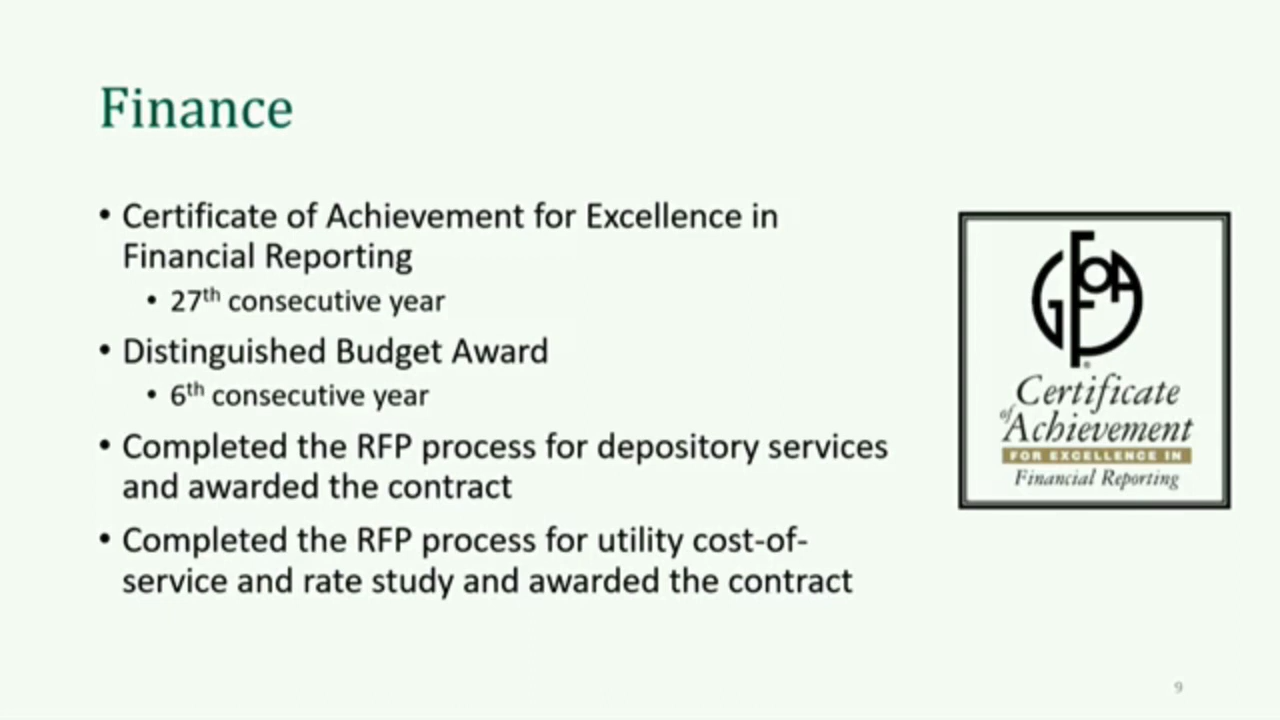 Finance
• Certificate of Achievement for Excellence in
Financial Reporting
• 27th consecutive year
• Distinguished Budget Award
• 6th consecutive year
• Completed the RFP process for depository services
and awarded the contract
• Completed the RFP process for utility cost-of-
service and rate study and awarded the contract
GFOA
®
Certificate
of
Achievement
FOR EXCELLENCE IN
Financial Reporting
9